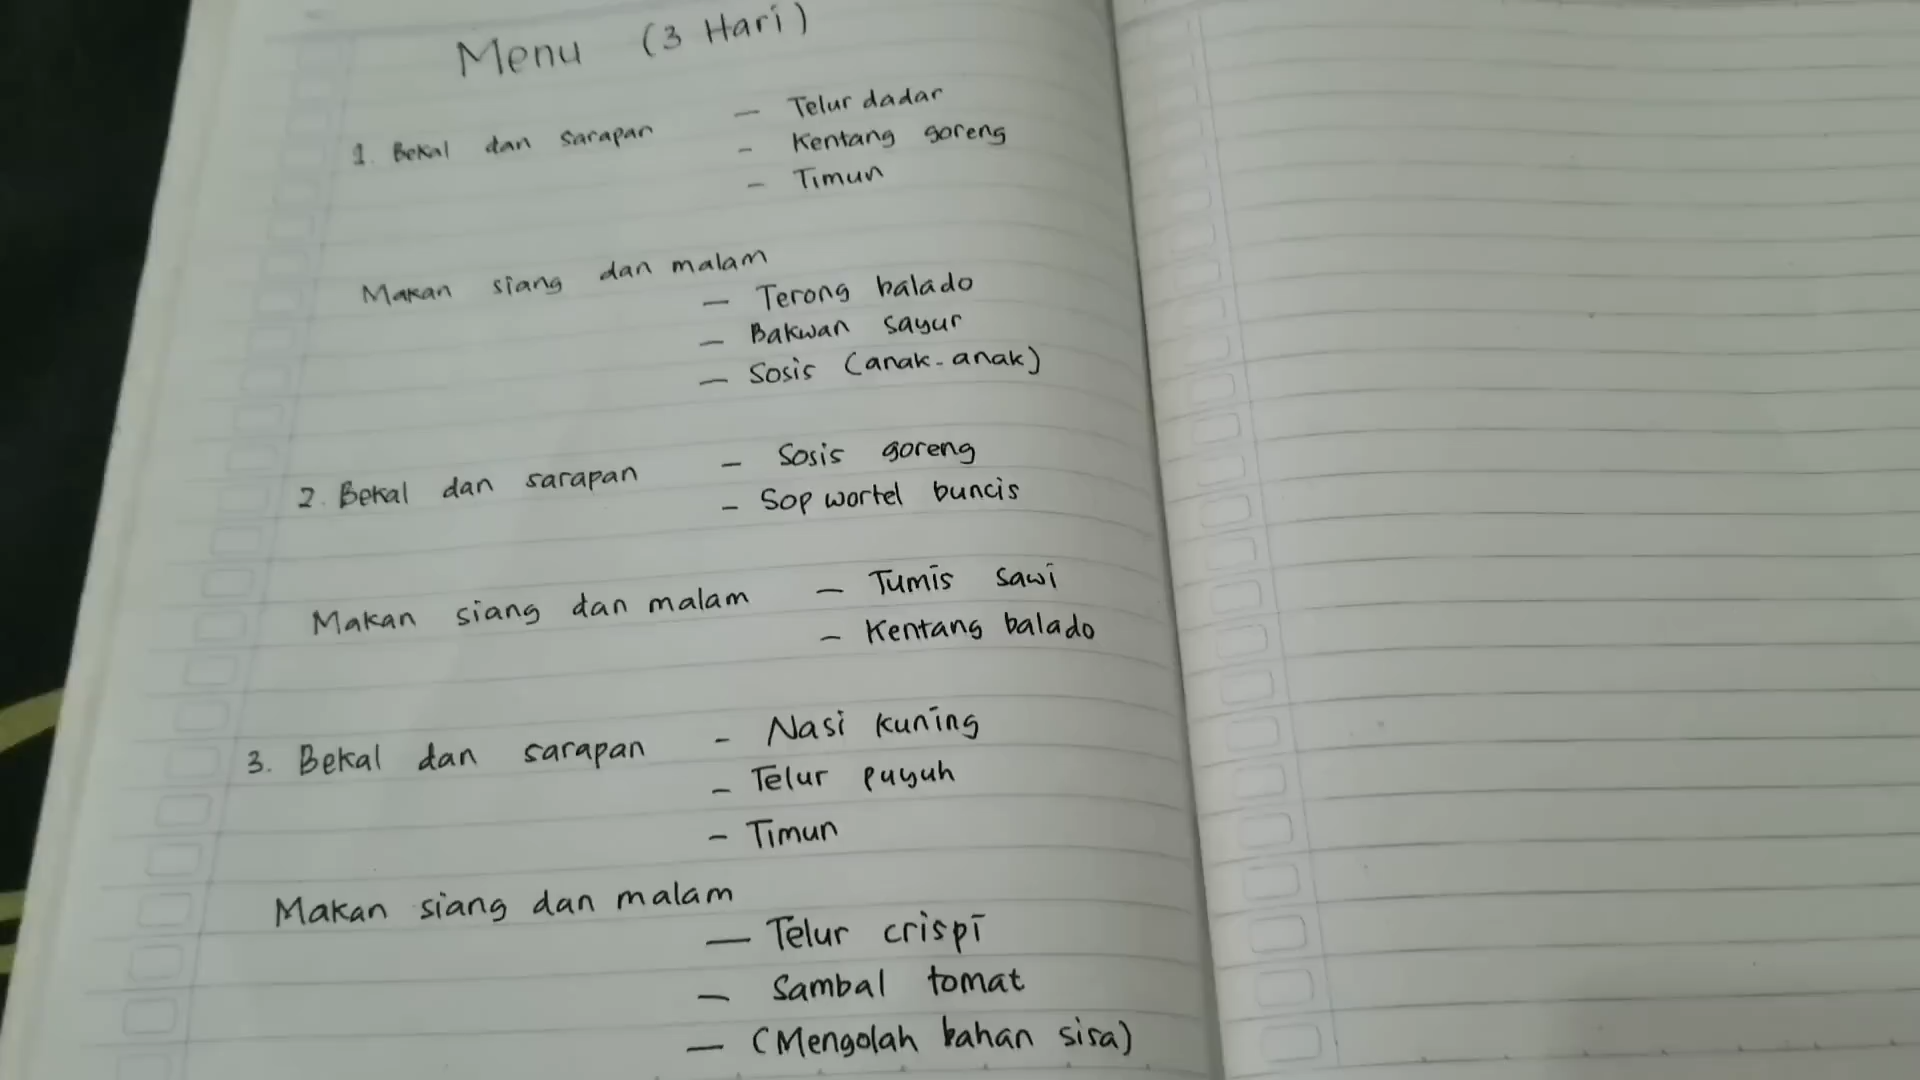 Menu (3 Hari)
1. Bekal dan sarapan — Telur dadar
– Kentang goreng
– Timun
Makan siang dan malam
— Terong balado
— Bakwan sayur
— Sosis (anak-anak)
2. Bekal dan sarapan – Sosis goreng
– Sop wortel buncis
Makan siang dan malam – Tumis sawi
– Kentang balado
3. Bekal dan sarapan – Nasi kuning
– Telur puyuh
– Timun
Makan siang dan malam
— Telur crispi
— Sambal tomat
— (Mengolah bahan sisa)